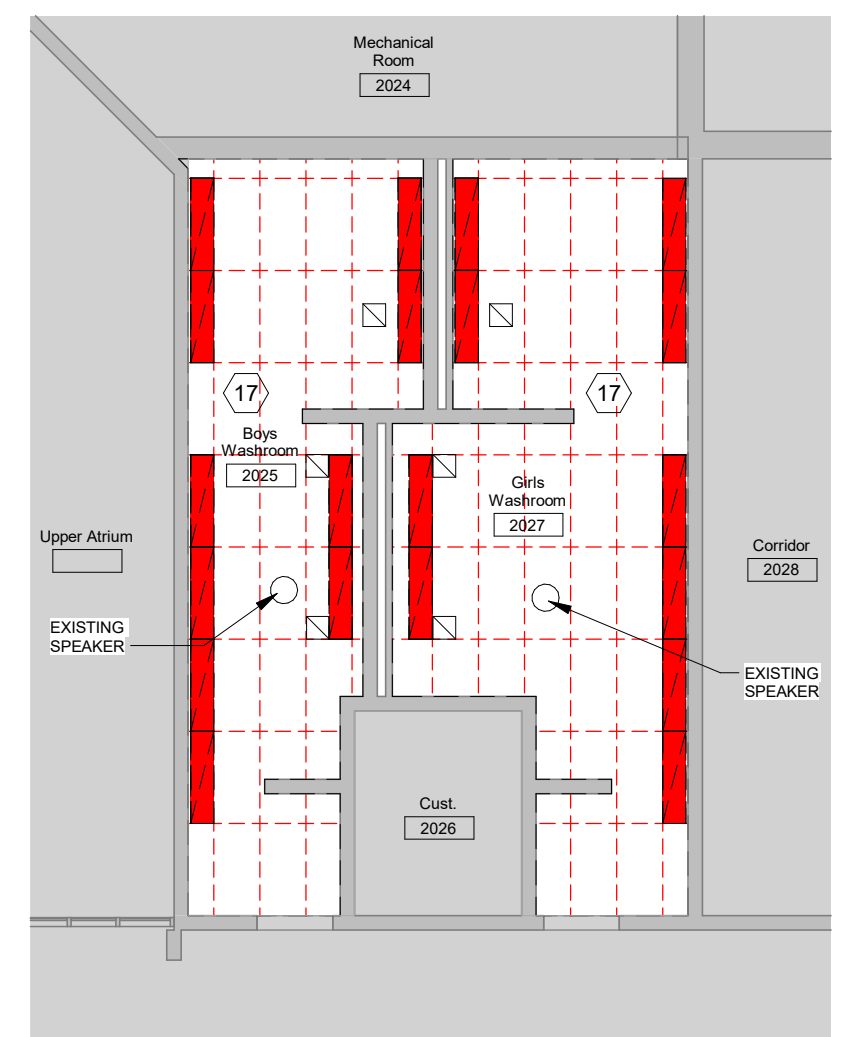 Mechanical
Room
2024
17
17
Boys
Washroom
2025
Girls
Washroom
2027
Upper Atrium
Corridor
2028
EXISTING
SPEAKER
EXISTING
SPEAKER
Cust.
2026